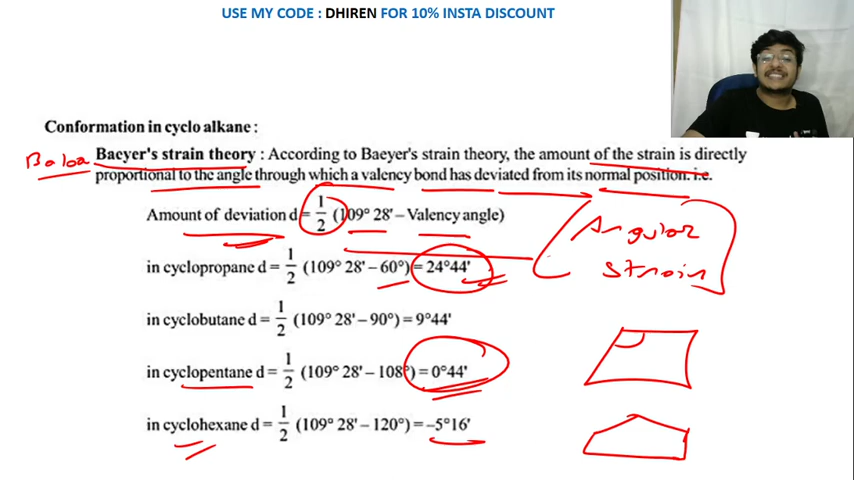 USE MY CODE : DHIREN FOR 10% INSTA DISCOUNT
Conformation in cyclo alkane :
Baeyer's strain theory : According to Baeyer's strain theory, the amount of the strain is directly
proportional to the angle through which a valency bond has deviated from its normal position. i.e.
Amount of deviation d = 1/2 (109° 28' – Valency angle)
Angular
strain
in cyclopropane d = 1/2 (109° 28' – 60°) = 24°44'
in cyclobutane d = 1/2 (109° 28' – 90°) = 9°44'
in cyclopentane d = 1/2 (109° 28' – 108°) = 0°44'
in cyclohexane d = 1/2 (109° 28' – 120°) = –5°16'